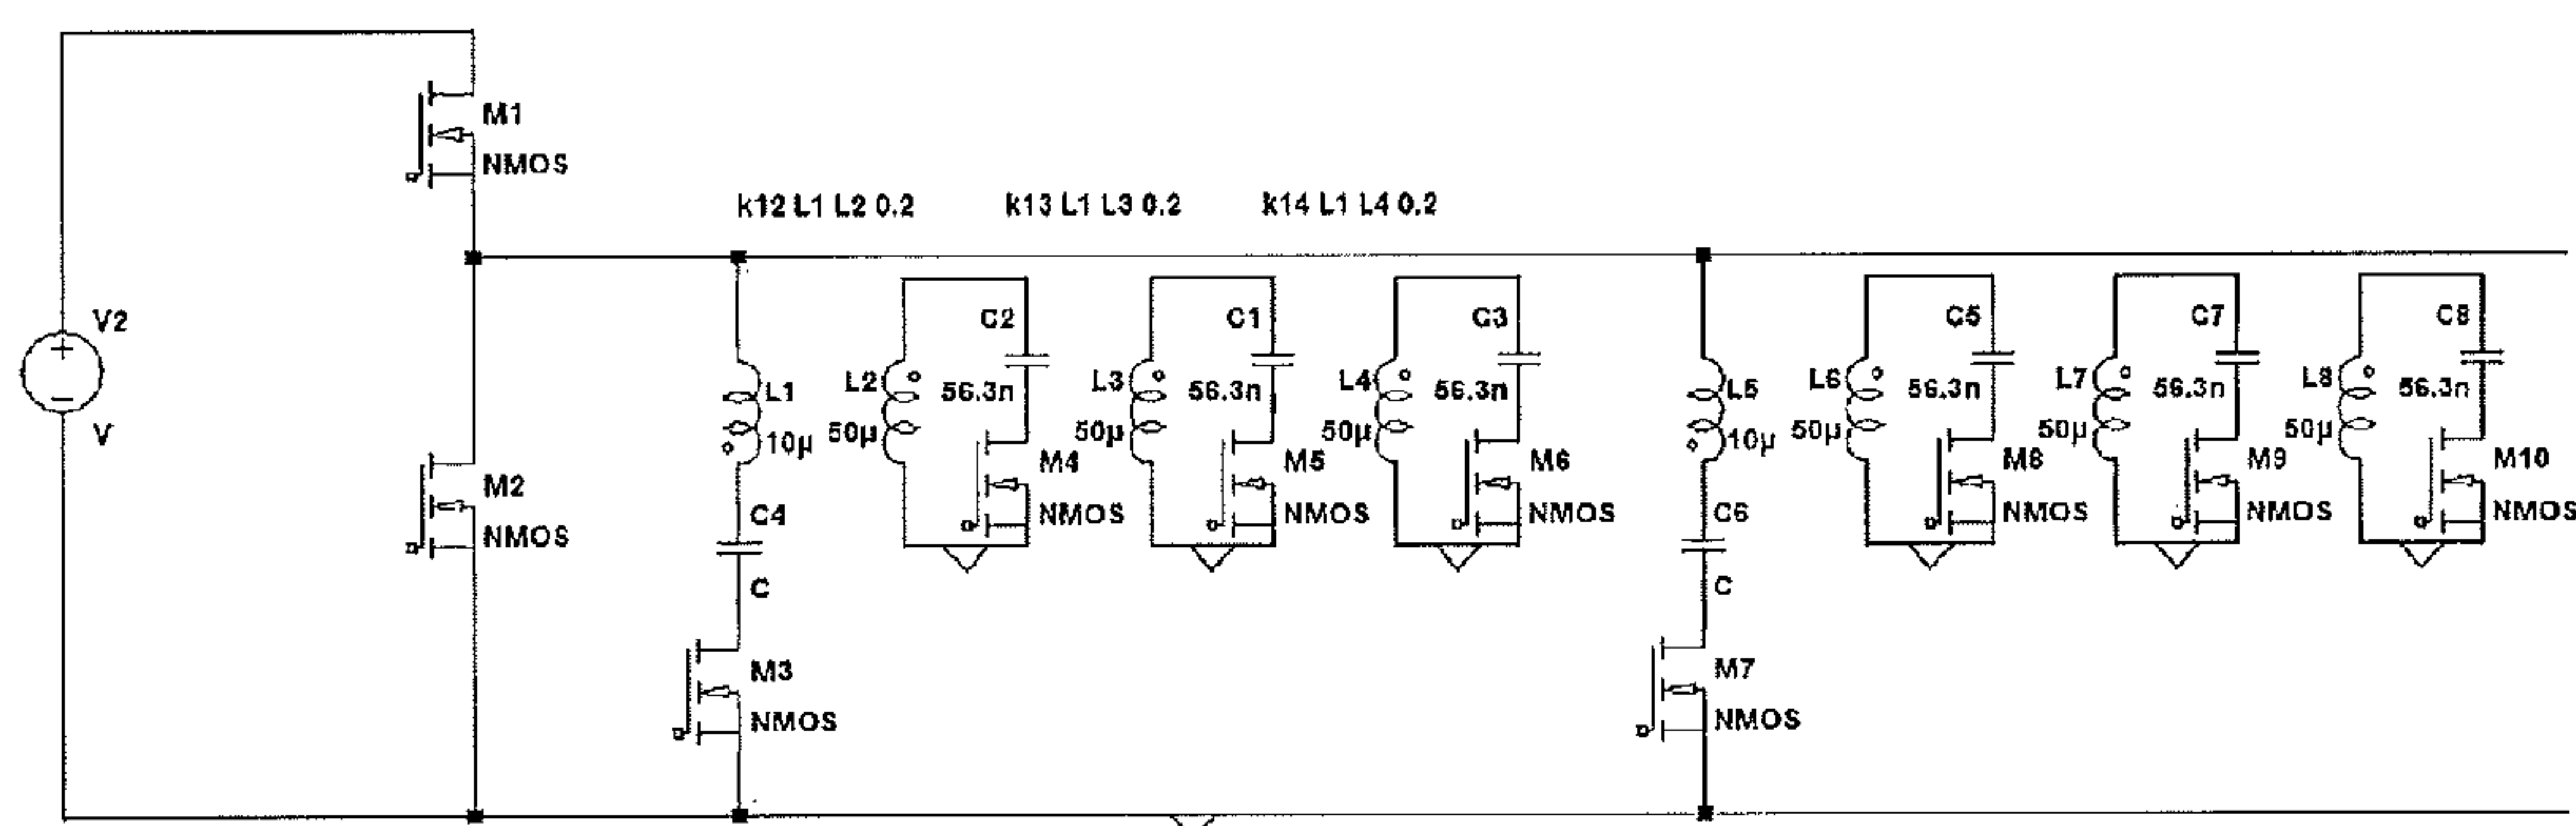 M1
NMOS
k12 L1 L2 0.2
k13 L1 L3 0.2
k14 L1 L4 0.2
V2
V
M2
NMOS
L1
10µ
C4
C
M3
NMOS
C2
L2
56.3n
50µ
M4
NMOS
C1
L3
56.3n
50µ
M5
NMOS
C3
L4
56.3n
50µ
M6
NMOS
L5
10µ
C6
C
M7
NMOS
C5
L6
56.3n
50µ
M8
NMOS
C7
L7
56.3n
50µ
M9
NMOS
C8
L8
56.3n
50µ
M10
NMOS